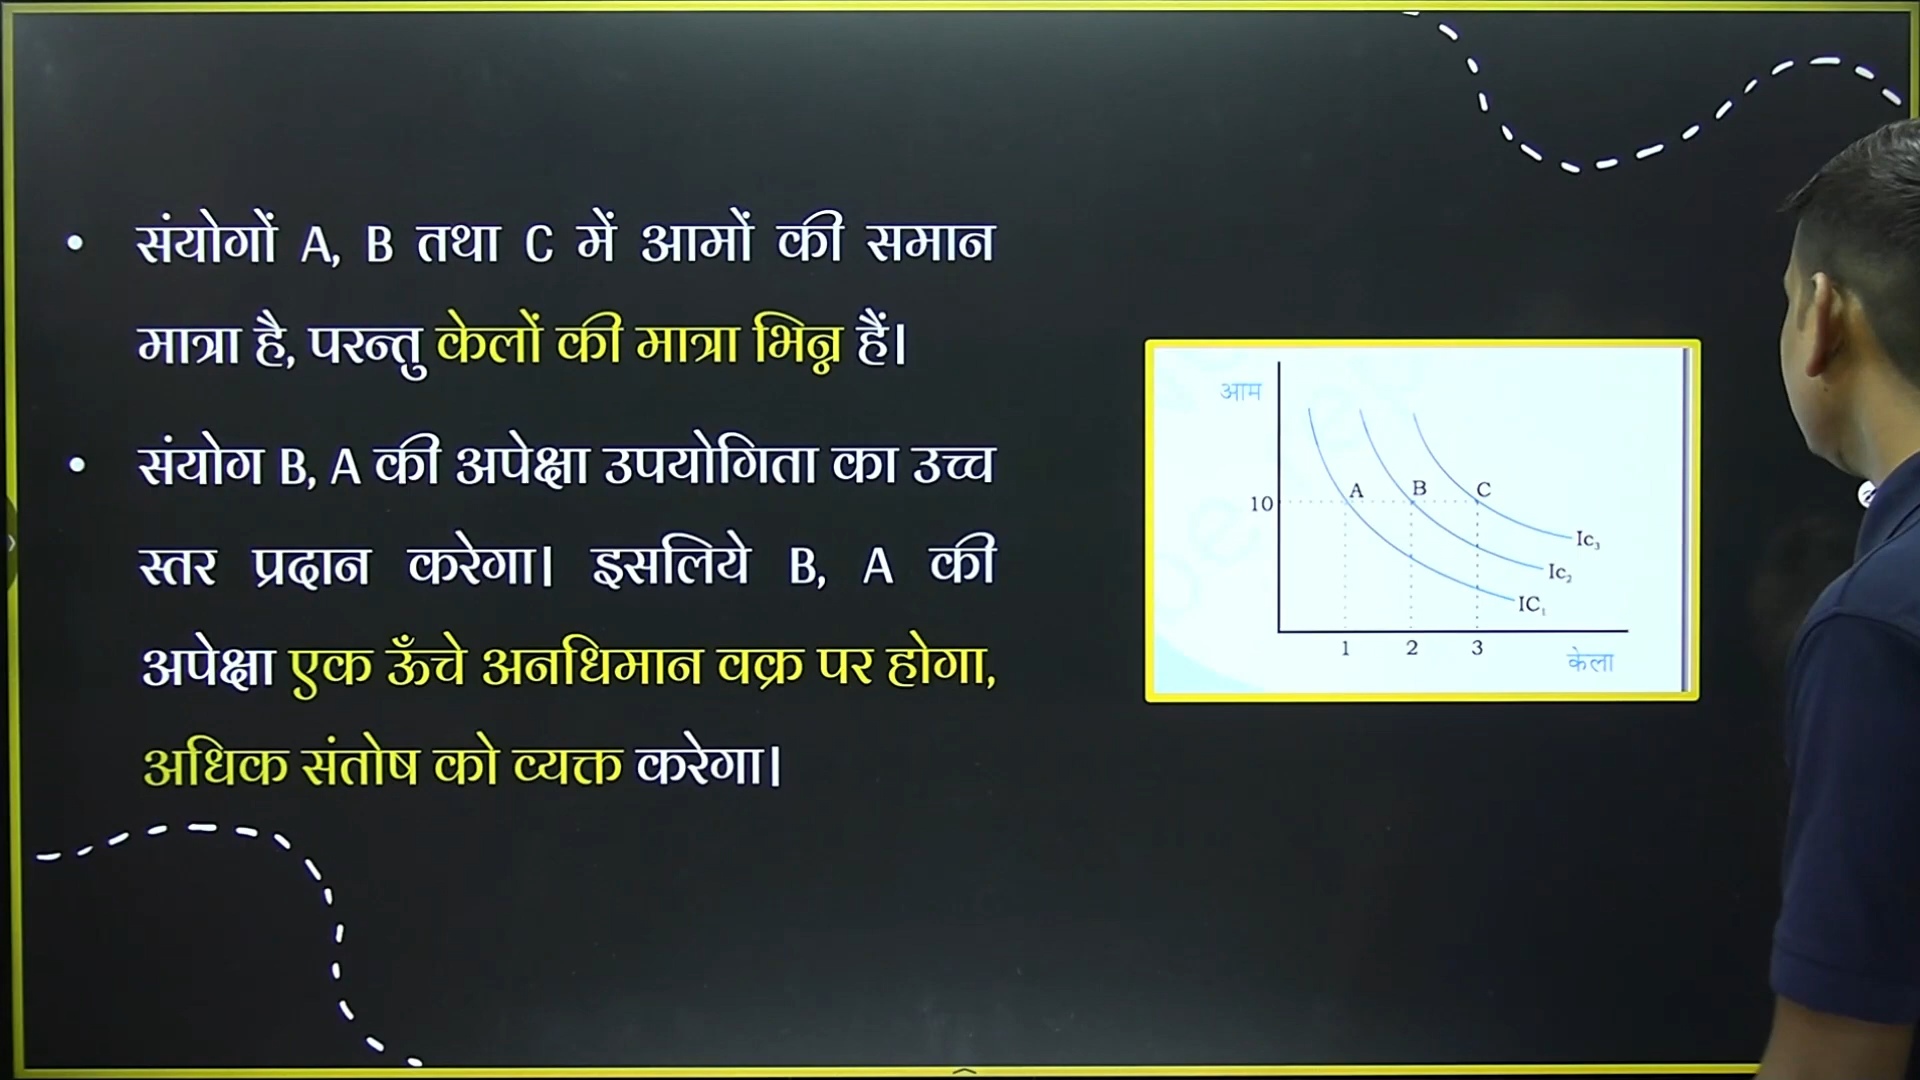 • संयोगों A, B तथा C में आमों की समान
मात्रा है, परन्तु केलों की मात्रा भिन्न हैं।
• संयोग B, A की अपेक्षा उपयोगिता का उच्च
स्तर प्रदान करेगा। इसलिये B, A की
अपेक्षा एक ऊँचे अनधिमान वक्र पर होगा,
अधिक संतोष को व्यक्त करेगा।
आम
A B C
10
Ic₃
Ic₂
IC₁
1 2 3
केला